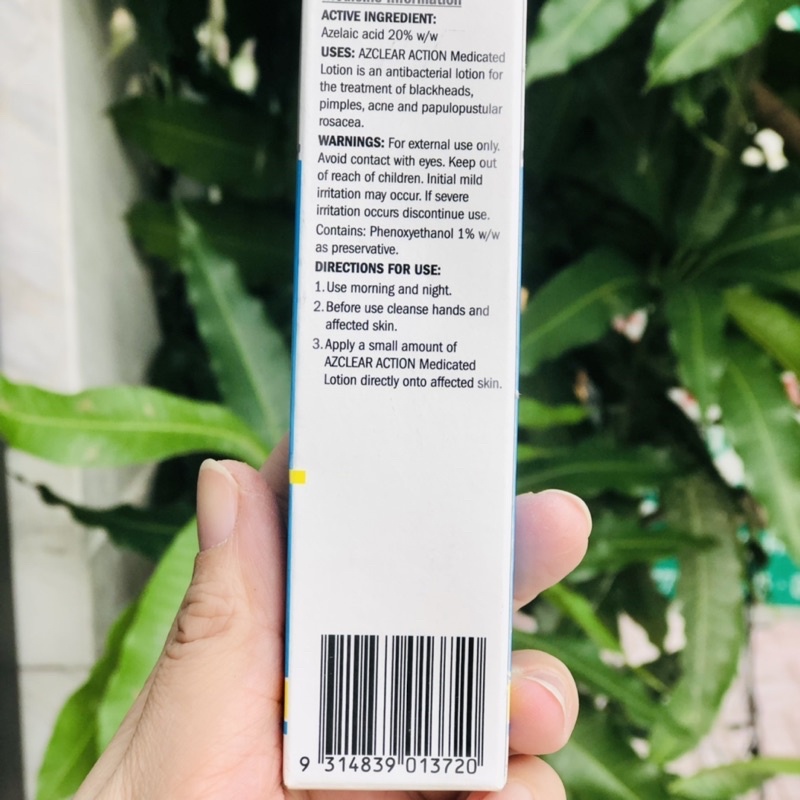 Medicine Information
ACTIVE INGREDIENT:
Azelaic acid 20% w/w
USES: AZCLEAR ACTION Medicated
Lotion is an antibacterial lotion for
the treatment of blackheads,
pimples, acne and papulopustular
rosacea.
WARNINGS: For external use only.
Avoid contact with eyes. Keep out
of reach of children. Initial mild
irritation may occur. If severe
irritation occurs discontinue use.
Contains: Phenoxyethanol 1% w/w
as preservative.
DIRECTIONS FOR USE:
1. Use morning and night.
2. Before use cleanse hands and
affected skin.
3. Apply a small amount of
AZCLEAR ACTION Medicated
Lotion directly onto affected skin.
9 314839 013720